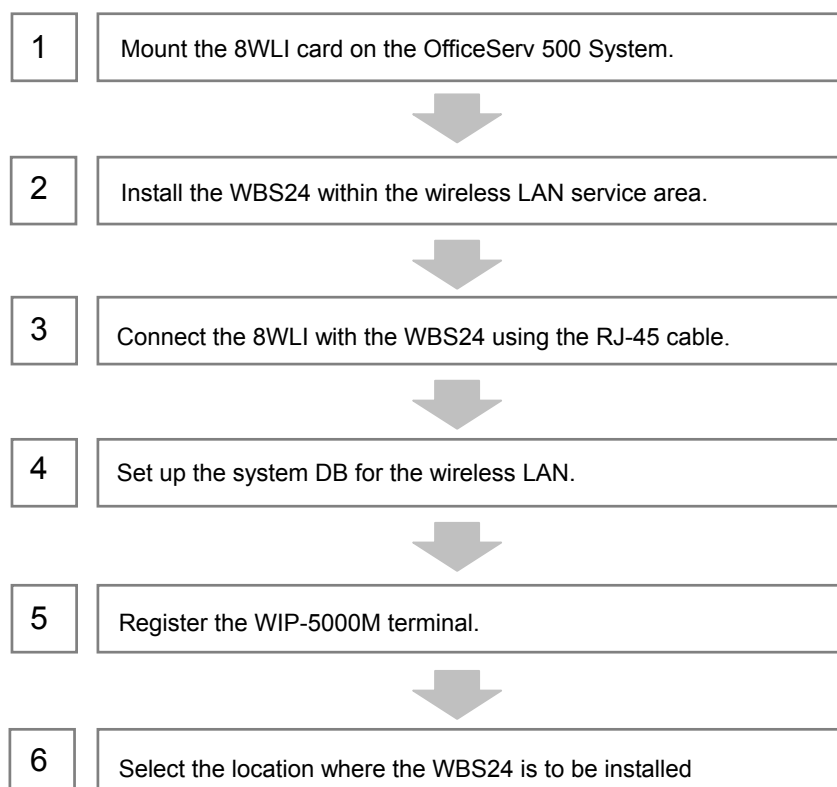 1 Mount the 8WLI card on the OfficeServ 500 System.
2 Install the WBS24 within the wireless LAN service area.
3 Connect the 8WLI with the WBS24 using the RJ-45 cable.
4 Set up the system DB for the wireless LAN.
5 Register the WIP-5000M terminal.
6 Select the location where the WBS24 is to be installed